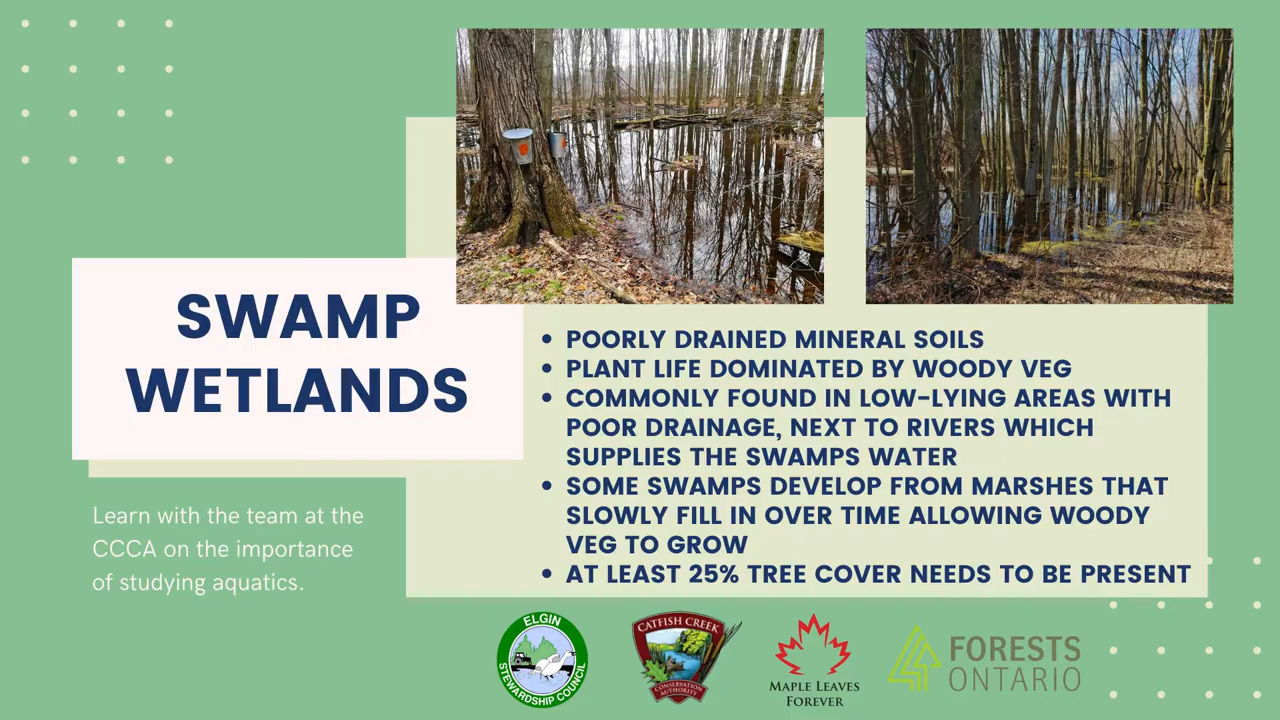 SWAMP
WETLANDS
Learn with the team at the
CCCA on the importance
of studying aquatics.
• POORLY DRAINED MINERAL SOILS
• PLANT LIFE DOMINATED BY WOODY VEG
• COMMONLY FOUND IN LOW-LYING AREAS WITH
POOR DRAINAGE, NEXT TO RIVERS WHICH
SUPPLIES THE SWAMPS WATER
• SOME SWAMPS DEVELOP FROM MARSHES THAT
SLOWLY FILL IN OVER TIME ALLOWING WOODY
VEG TO GROW
• AT LEAST 25% TREE COVER NEEDS TO BE PRESENT
ELGIN
STEWARDSHIP COUNCIL
CATFISH CREEK
CONSERVATION
AUTHORITY
MAPLE LEAVES
FOREVER
FORESTS
ONTARIO